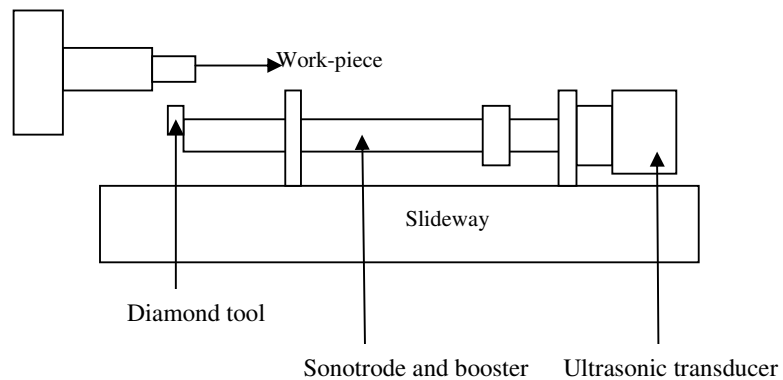 Work-piece
Slideway
Diamond tool
Sonotrode and booster
Ultrasonic transducer